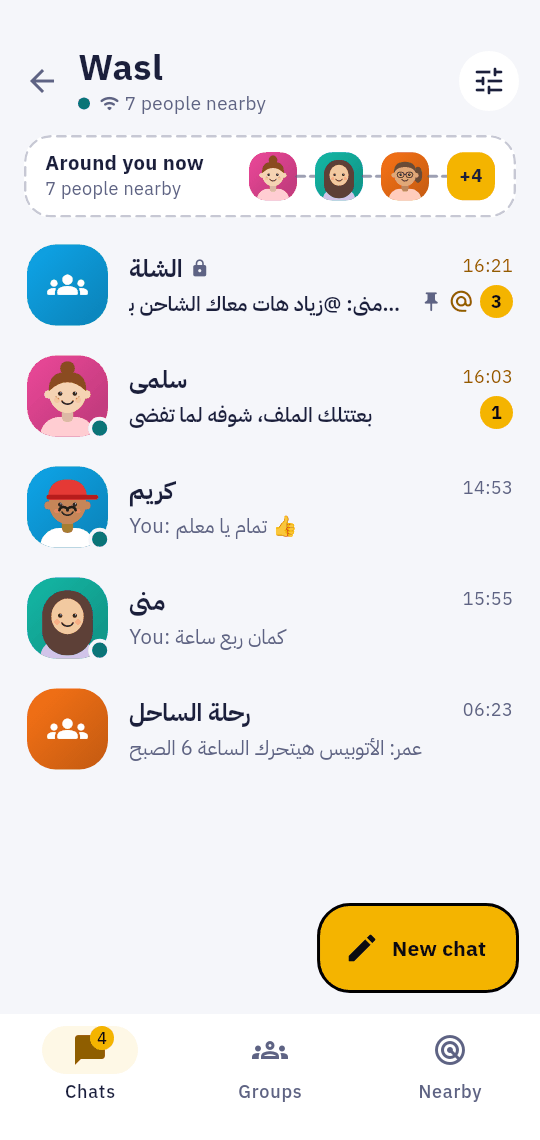 Wasl
7 people nearby
Around you now
7 people nearby
+4
الشلة
16:21
منى: @زياد هات معاك الشاحن ب...
3
سلمى
16:03
بعتتلك الملف، شوفه لما تفضى
1
كريم
14:53
You: تمام يا معلم 👍
منى
15:55
You: كمان ربع ساعة
رحلة الساحل
06:23
عمر: الأتوبيس هيتحرك الساعة 6 الصبح
New chat
4
Chats
Groups
Nearby